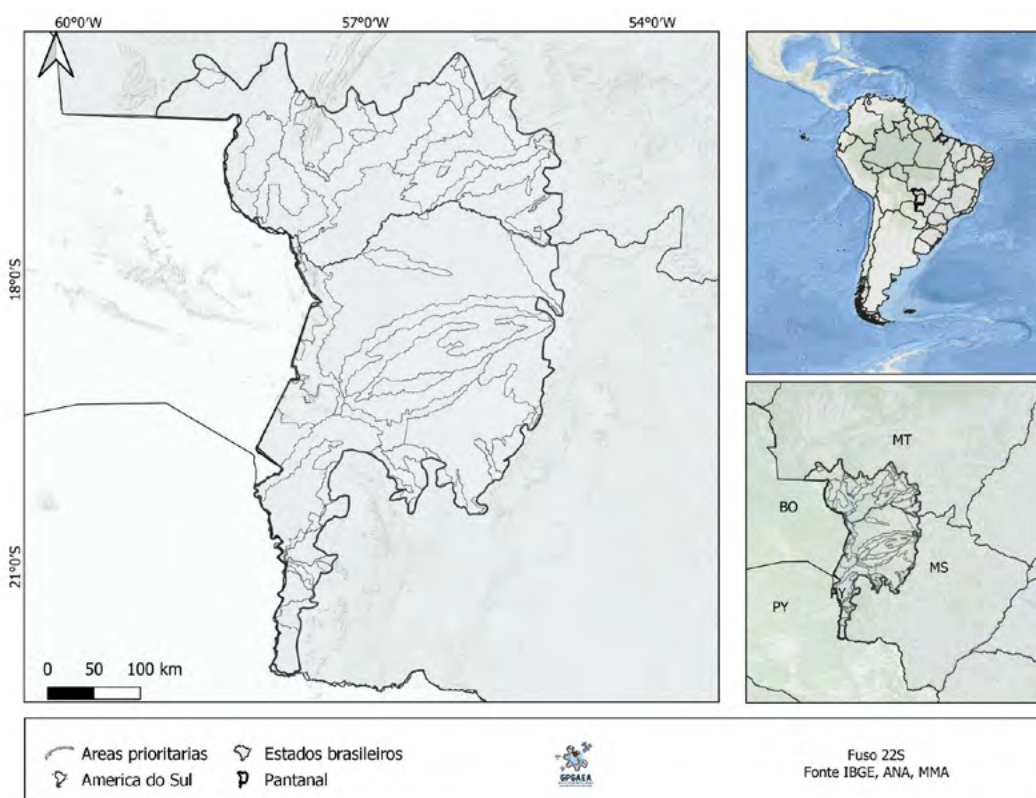 60°0'W 57°0'W 54°0'W
18°0'S
21°0'S
0 50 100 km
MT
BO
MS
PY
PY
Areas prioritarias
Estados brasileiros
America do Sul
Pantanal
GPGAEA
Fuso 22S
Fonte IBGE, ANA, MMA